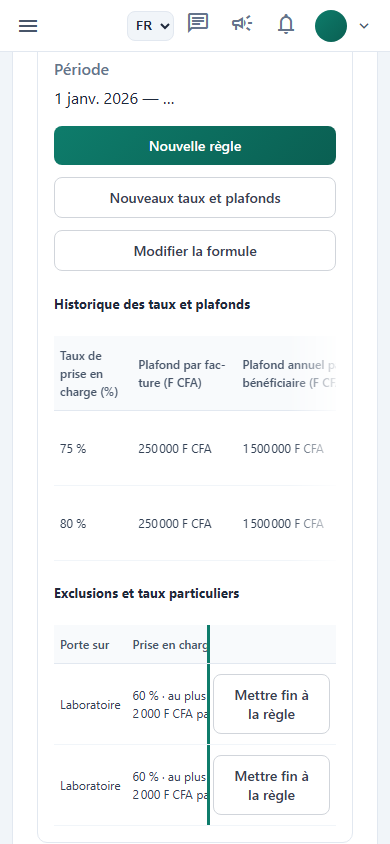 FR
Période
1 janv. 2026 — ...
Nouvelle règle
Nouveaux taux et plafonds
Modifier la formule
Historique des taux et plafonds
Taux de
prise en
charge (%)
Plafond par fac-
ture (F CFA)
Plafond annuel p
bénéficiaire (F CF
75 %
250 000 F CFA
1 500 000 F CFA
80 %
250 000 F CFA
1 500 000 F CFA
Exclusions et taux particuliers
Porte sur
Prise en charg
Laboratoire
60 % · au plus
2 000 F CFA pa
Mettre fin à
la règle
Laboratoire
60 % · au plus
2 000 F CFA pa
Mettre fin à
la règle